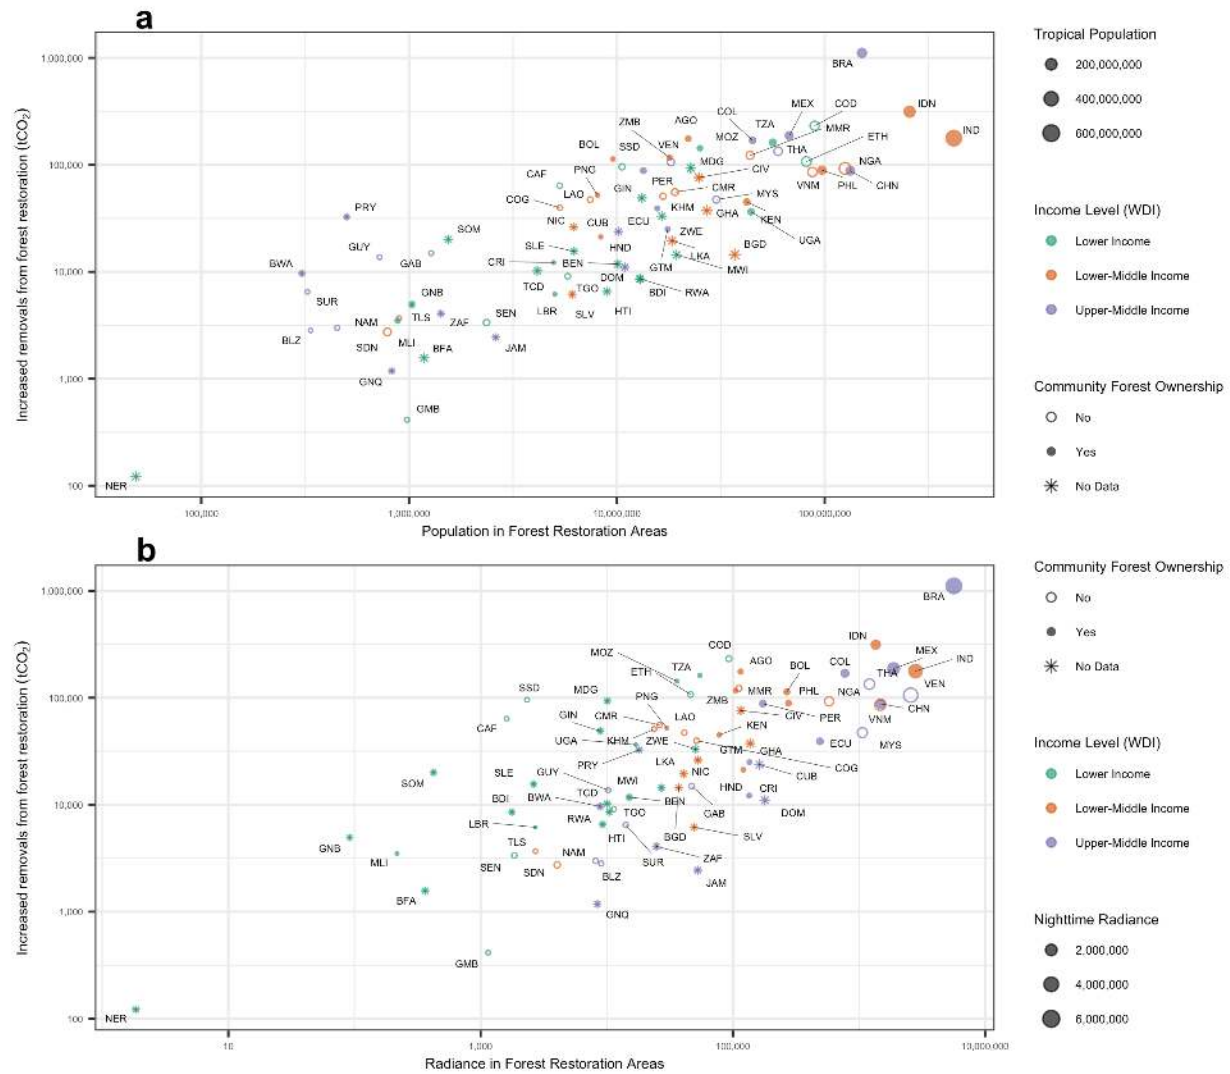 a
Increased removals from forest restoration (tCO2)
1,000,000
100,000
10,000
1,000
100
BRA
IDN
IND
MEX
COD
COL
TZA
MOZ
MMR
ETH
THA
AGO
ZMB
VEN
SSD
BOL
MDG
CIV
NGA
VNM
PHL
CHN
PNG
CAF
LAO
PER
CMR
MYS
COG
GIN
KHM
GHA
KEN
UGA
PRY
SOM
NIC
CUB
ECU
ZWE
GUY
GAB
SLE
HND
LKA
BGD
BWA
CRI
BEN
GTM
MWI
DOM
SUR
GNB
TCD
TGO
BDI
RWA
LBR
SLV
HTI
NAM
TLS
ZAF
SEN
BLZ
SDN
MLI
BFA
JAM
GNQ
GMB
NER
100,000
1,000,000
10,000,000
100,000,000
Population in Forest Restoration Areas
Tropical Population
200,000,000
400,000,000
600,000,000
Income Level (WDI)
Lower Income
Lower-Middle Income
Upper-Middle Income
Community Forest Ownership
No
Yes
No Data
b
Increased removals from forest restoration (tCO2)
1,000,000
100,000
10,000
1,000
100
BRA
IDN
MEX
IND
COD
MOZ
TZA
AGO
BOL
COL
THA
ETH
VEN
SSD
MDG
PNG
ZMB
MMR
PHL
NGA
CAF
GIN
CMR
LAO
CIV
PER
VNM
CHN
KEN
UGA
KHM
ZWE
GTM
GHA
ECU
MYS
PRY
LKA
NIC
COG
CUB
SOM
SLE
GUY
MWI
HND
CRI
BDI
BWA
TCD
BEN
GAB
DOM
LBR
RWA
TGO
GNB
TLS
HTI
BGD
SLV
MLI
SEN
SDN
NAM
BLZ
SUR
ZAF
JAM
BFA
GNQ
GMB
NER
10
1,000
100,000
10,000,000
Radiance in Forest Restoration Areas
Community Forest Ownership
No
Yes
No Data
Income Level (WDI)
Lower Income
Lower-Middle Income
Upper-Middle Income
Nighttime Radiance
2,000,000
4,000,000
6,000,000